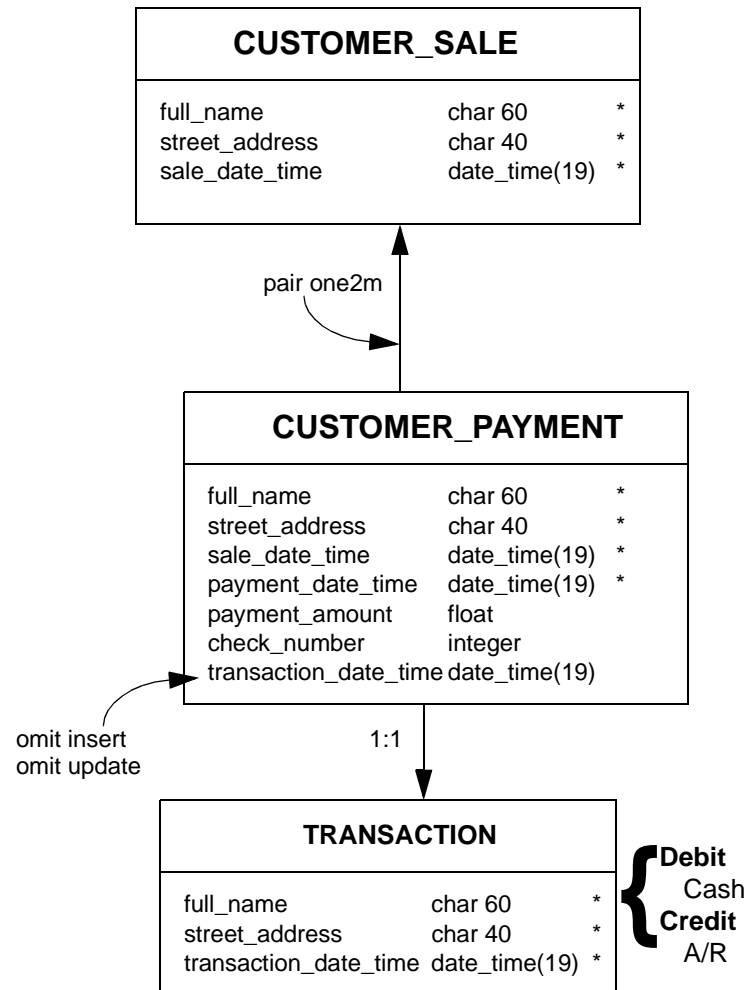 CUSTOMER_SALE
full_name char 60 *
street_address char 40 *
sale_date_time date_time(19) *
pair one2m
CUSTOMER_PAYMENT
full_name char 60 *
street_address char 40 *
sale_date_time date_time(19) *
payment_date_time date_time(19) *
payment_amount float
check_number integer
transaction_date_time date_time(19)
omit insert
omit update
1:1
TRANSACTION
full_name char 60 *
street_address char 40 *
transaction_date_time date_time(19) *
{
Debit
Cash
Credit
A/R